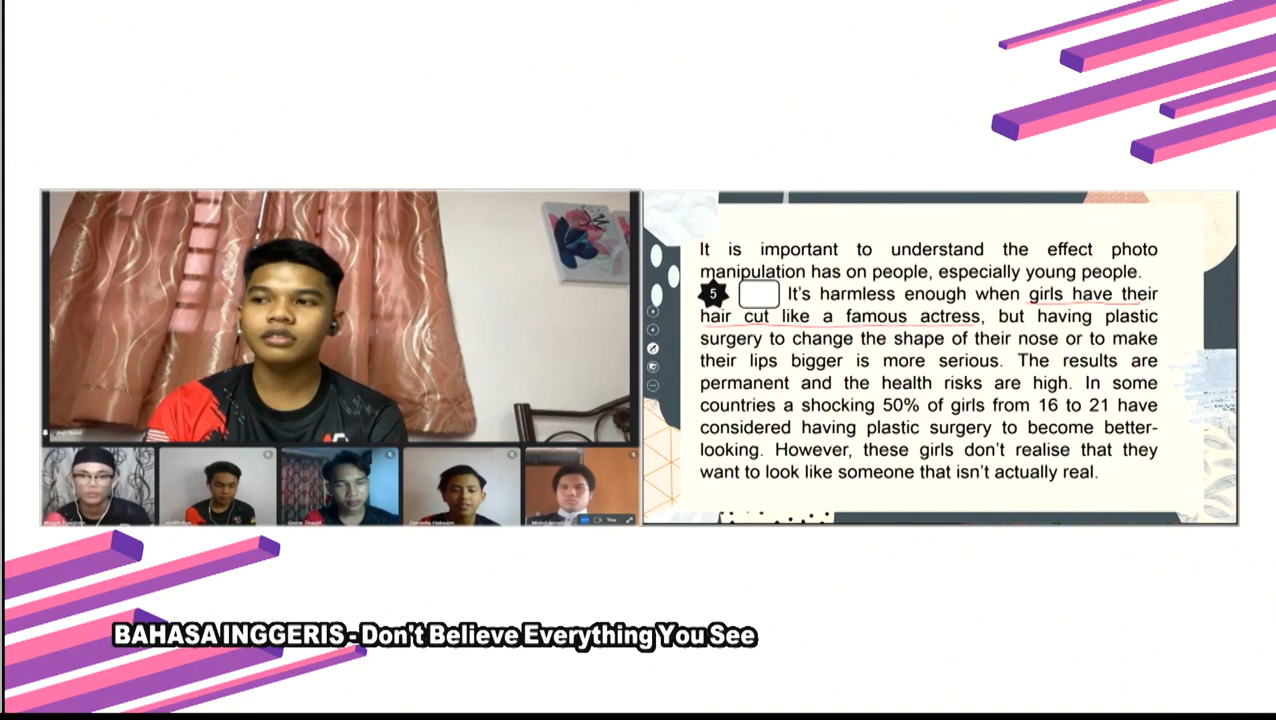 It is important to understand the effect photo
manipulation has on people, especially young people.
5 It's harmless enough when girls have their
hair cut like a famous actress, but having plastic
surgery to change the shape of their nose or to make
their lips bigger is more serious. The results are
permanent and the health risks are high. In some
countries a shocking 50% of girls from 16 to 21 have
considered having plastic surgery to become better-
looking. However, these girls don't realise that they
want to look like someone that isn't actually real.
You
BAHASA INGGERIS - Don't Believe Everything You See